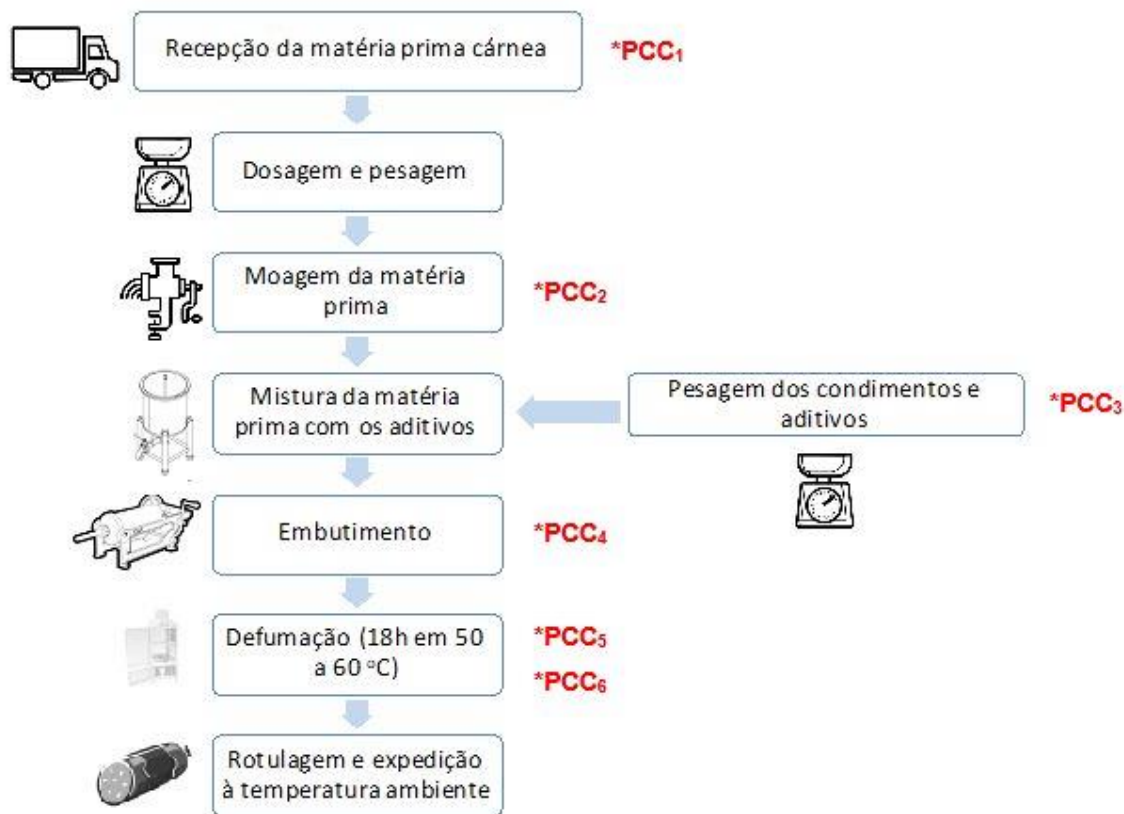 Recepção da matéria prima cárnea
*PCC₁
Dosagem e pesagem
Moagem da matéria
prima
*PCC₂
Mistura da matéria
prima com os aditivos
Pesagem dos condimentos e
aditivos
*PCC₃
Embutimento
*PCC₄
Defumação (18h em 50
a 60 °C)
*PCC₅
*PCC₆
Rotulagem e expedição
à temperatura ambiente